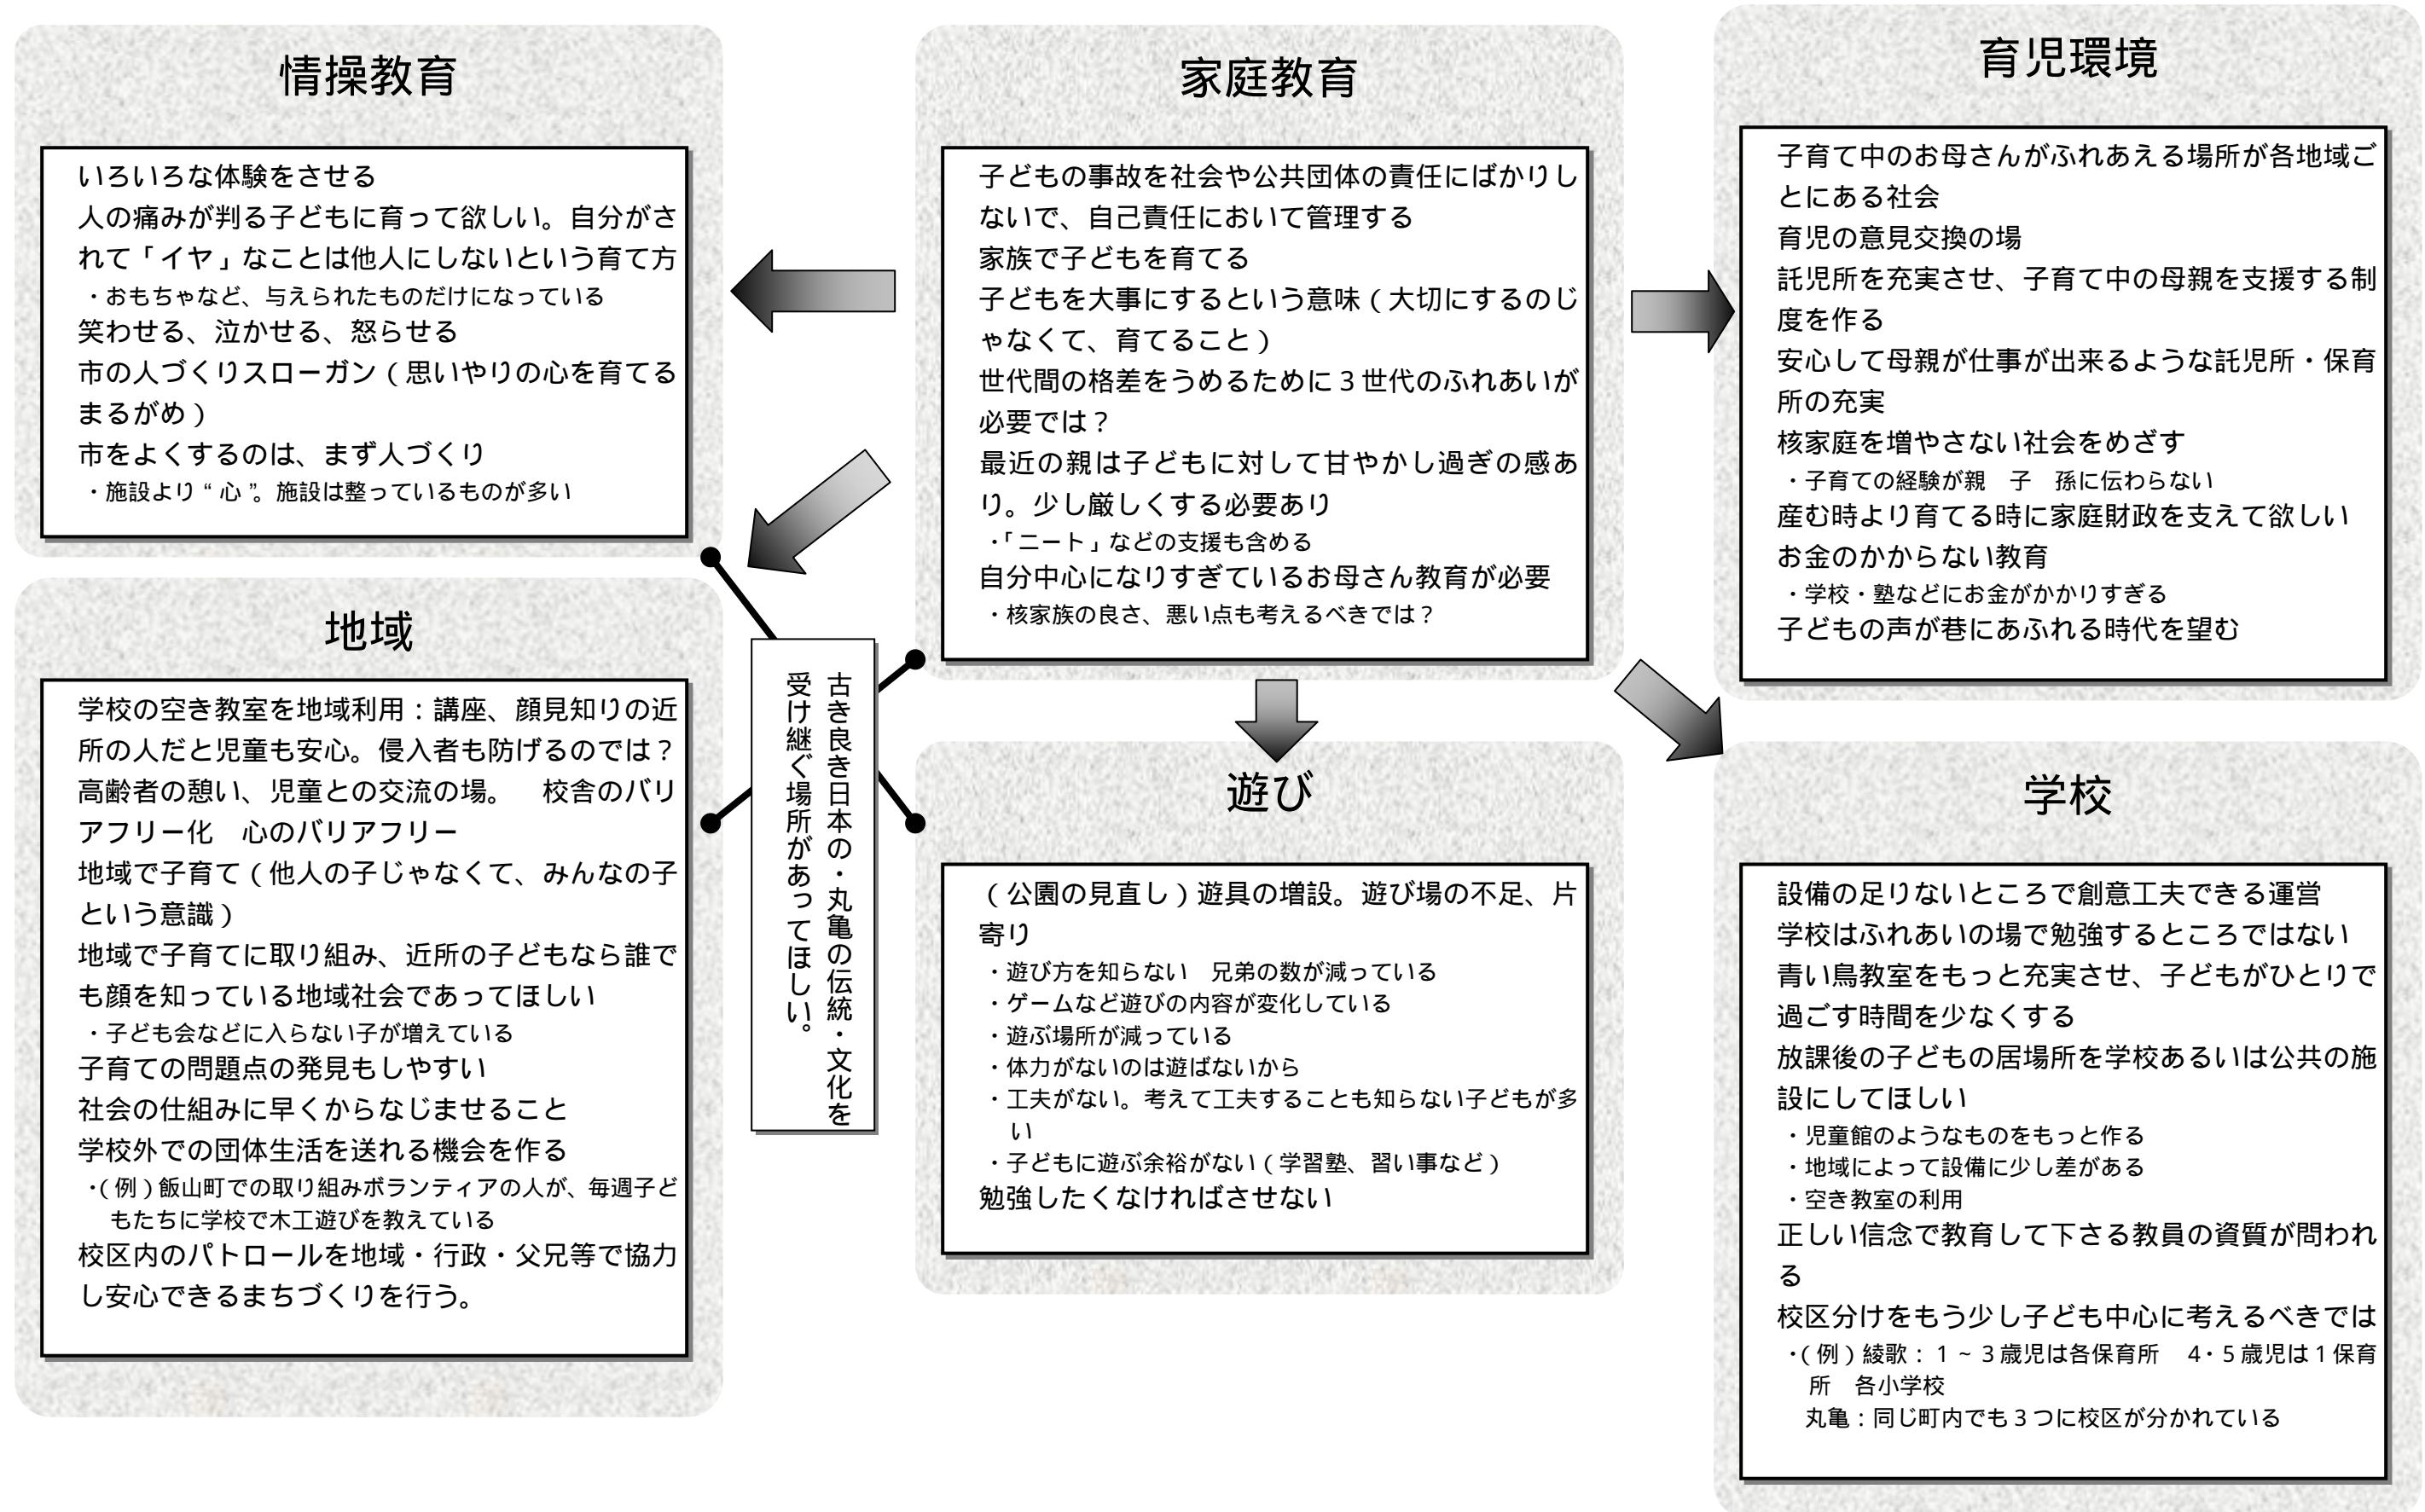 情操教育
いろいろな体験をさせる
人の痛みが判る子どもに育って欲しい。自分がさ
れて「イヤ」なことは他人にしないという育て方
・おもちゃなど、与えられたものだけになっている
笑わせる、泣かせる、怒らせる
市の人づくりスローガン(思いやりの心を育てる
まるがめ)
市をよくするのは、まず人づくり
・施設より“心”。施設は整っているものが多い
家庭教育
子どもの事故を社会や公共団体の責任にばかりし
ないで、自己責任において管理する
家族で子どもを育てる
子どもを大事にするという意味(大切にするのじ
ゃなくて、育てること)
世代間の格差をうめるために3世代のふれあいが
必要では?
最近の親は子どもに対して甘やかし過ぎの感あ
り。少し厳しくする必要あり
・「ニート」などの支援も含める
自分中心になりすぎているお母さん教育が必要
・核家族の良さ、悪い点も考えるべきでは?
育児環境
子育て中のお母さんがふれあえる場所が各地域ご
とにある社会
育児の意見交換の場
託児所を充実させ、子育て中の母親を支援する制
度を作る
安心して母親が仕事が出来るような託児所・保育
所の充実
核家庭を増やさない社会をめざす
・子育ての経験が親 子 孫に伝わらない
産む時より育てる時に家庭財政を支えて欲しい
お金のかからない教育
・学校・塾などにお金がかかりすぎる
子どもの声が巷にあふれる時代を望む
地域
学校の空き教室を地域利用:講座、顔見知りの近
所の人だと児童も安心。侵入者も防げるのでは?
高齢者の憩い、児童との交流の場。 校舎のバリ
アフリー化 心のバリアフリー
地域で子育て(他人の子じゃなくて、みんなの子
という意識)
地域で子育てに取り組み、近所の子どもなら誰で
も顔を知っている地域社会であってほしい
・子ども会などに入らない子が増えている
子育ての問題点の発見もしやすい
社会の仕組みに早くからなじませること
学校外での団体生活を送れる機会を作る
・(例)飯山町での取り組みボランティアの人が、毎週子ど
もたちに学校で木工遊びを教えている
校区内のパトロールを地域・行政・父兄等で協力
し安心できるまちづくりを行う。
古き良き日本の・丸亀の伝統・文化を
受け継ぐ場所があってほしい。
遊び
(公園の見直し)遊具の増設。遊び場の不足、片
寄り
・遊び方を知らない 兄弟の数が減っている
・ゲームなど遊びの内容が変化している
・遊ぶ場所が減っている
・体力がないのは遊ばないから
・工夫がない。考えて工夫することも知らない子どもが多
い
・子どもに遊ぶ余裕がない(学習塾、習い事など)
勉強したくなければさせない
学校
設備の足りないところで創意工夫できる運営
学校はふれあいの場で勉強するところではない
青い鳥教室をもっと充実させ、子どもがひとりで
過ごす時間を少なくする
放課後の子どもの居場所を学校あるいは公共の施
設にしてほしい
・児童館のようなものをもっと作る
・地域によって設備に少し差がある
・空き教室の利用
正しい信念で教育して下さる教員の資質が問われ
る
校区分けをもう少し子ども中心に考えるべきでは
・(例)綾歌:1~3歳児は各保育所 4・5歳児は1保育
所 各小学校
丸亀:同じ町内でも3つに校区が分かれている